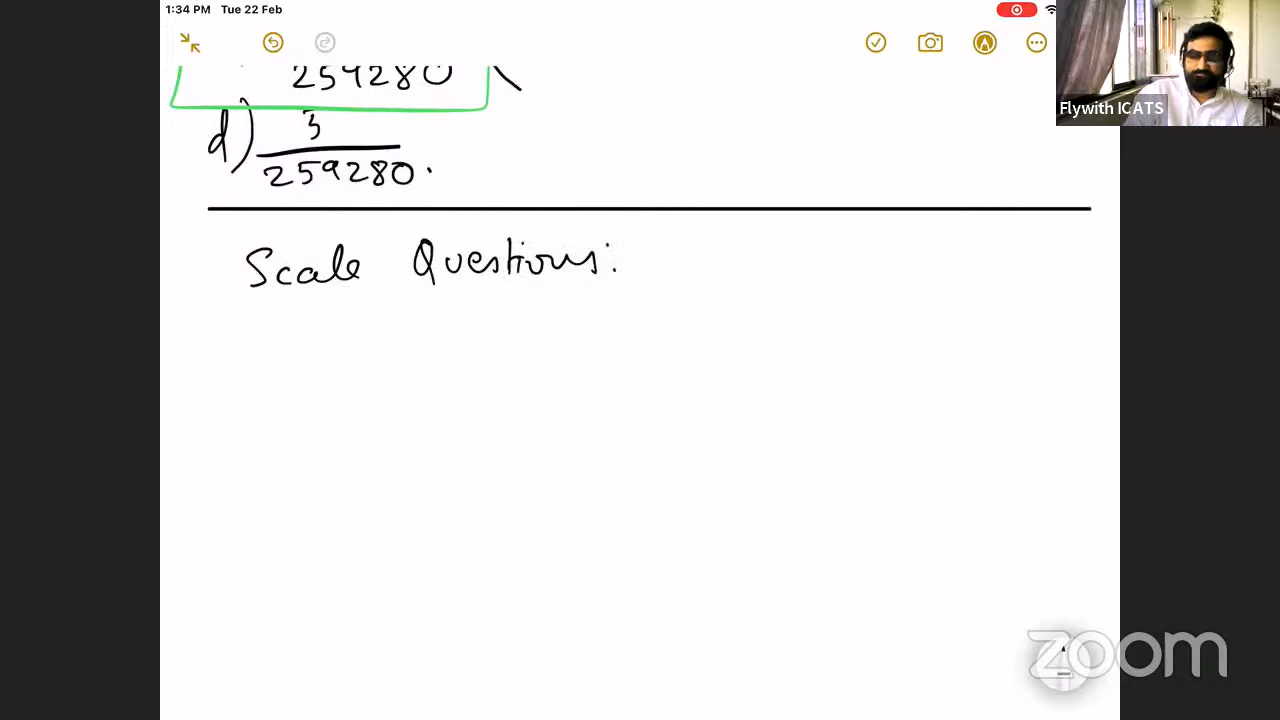 1:34 PM Tue 22 Feb
259280
d) 3
259280.
Scale Questions:
Flywith ICATS
zoom